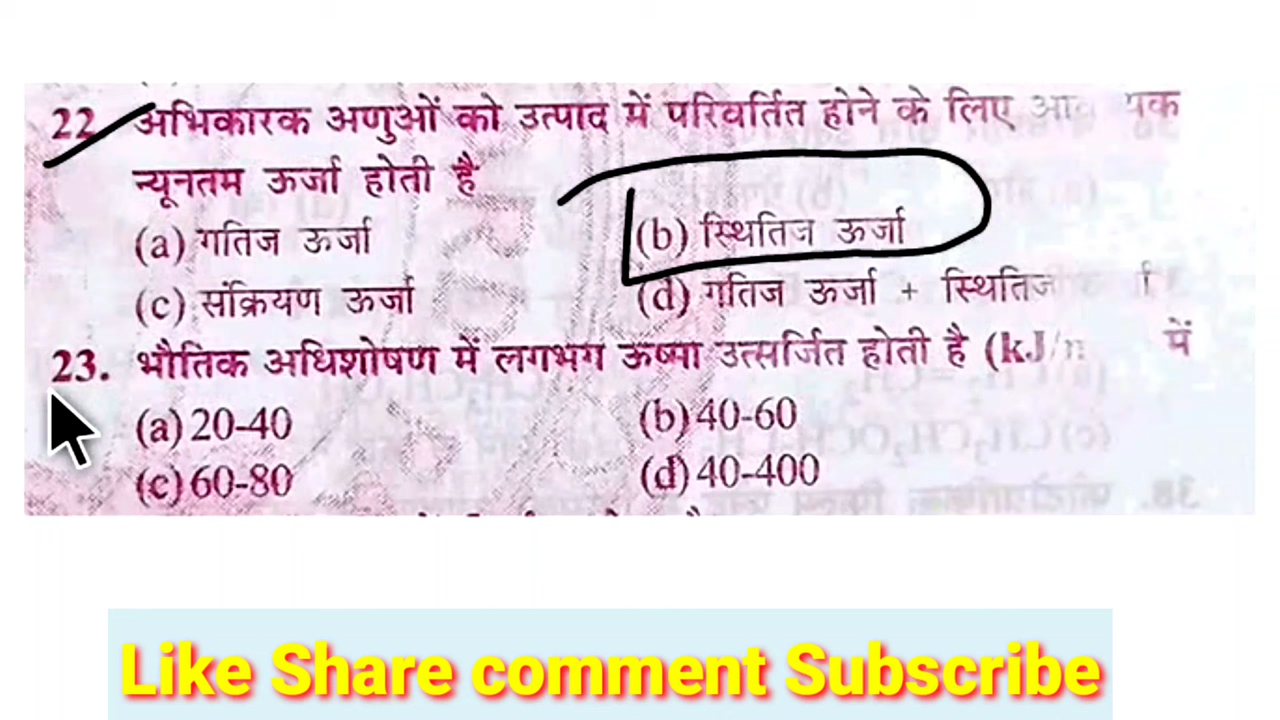 22. अभिकारक अणुओं को उत्पाद में परिवर्तित होने के लिए
न्यूनतम ऊर्जा होती है
(a) गतिज ऊर्जा (b) स्थितिज ऊर्जा
(c) संक्रियण ऊर्जा (d) गतिज ऊर्जा + स्थितिज
23. भौतिक अधिशोषण में लगभग ऊष्मा उत्सर्जित होती है (kJ/ में
(a) 20-40 (b) 40-60
(c) 60-80 (d) 40-400
Like Share comment Subscribe